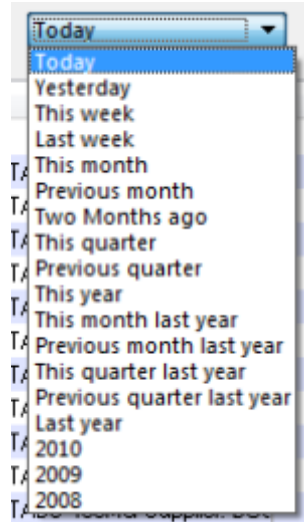 Today
Today
Yesterday
This week
Last week
This month
Previous month
Two Months ago
This quarter
Previous quarter
This year
This month last year
Previous month last year
This quarter last year
Previous quarter last year
Last year
2010
2009
2008